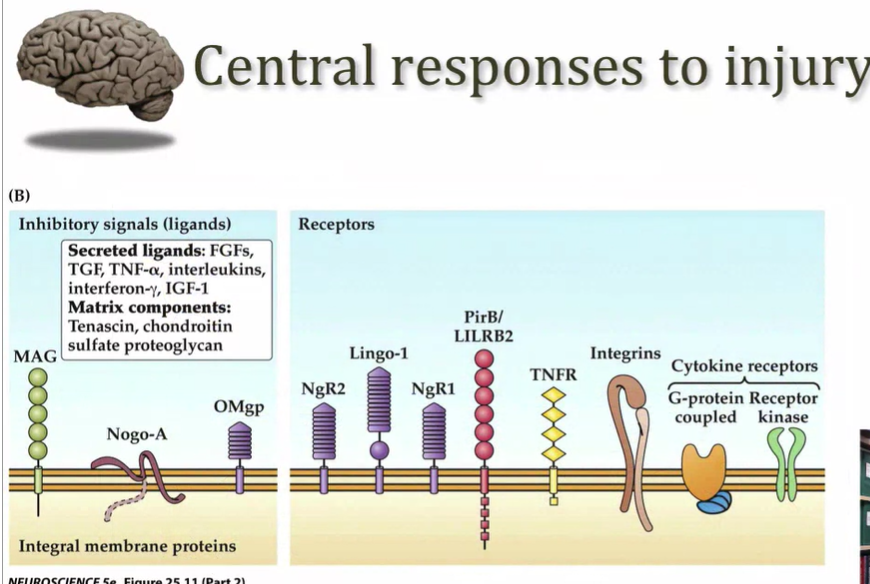 Central responses to injury
(B)
Inhibitory signals (ligands)
Secreted ligands: FGFs,
TGF, TNF-α, interleukins,
interferon-γ, IGF-1
Matrix components:
Tenascin, chondroitin
sulfate proteoglycan
MAG
Nogo-A
OMgp
Integral membrane proteins
Receptors
NgR2
Lingo-1
NgR1
PirB/
LILRB2
TNFR
Integrins
Cytokine receptors
G-protein
coupled
Receptor
kinase
NEUROSCIENCE 5e, Figure 25.11 (Part 2)